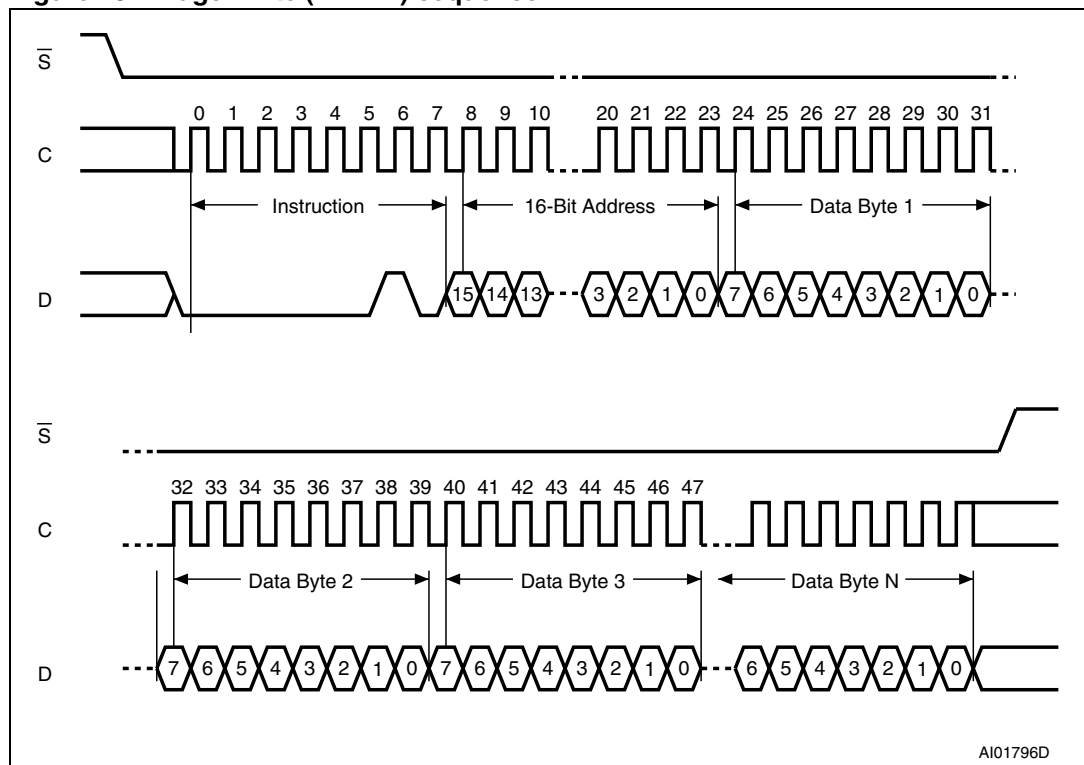 S
0 1 2 3 4 5 6 7 8 9 10 20 21 22 23 24 25 26 27 28 29 30 31
C
Instruction 16-Bit Address Data Byte 1
D 15 14 13 3 2 1 0 7 6 5 4 3 2 1 0
S
32 33 34 35 36 37 38 39 40 41 42 43 44 45 46 47
C
Data Byte 2 Data Byte 3 Data Byte N
D 7 6 5 4 3 2 1 0 7 6 5 4 3 2 1 0 6 5 4 3 2 1 0
AI01796D